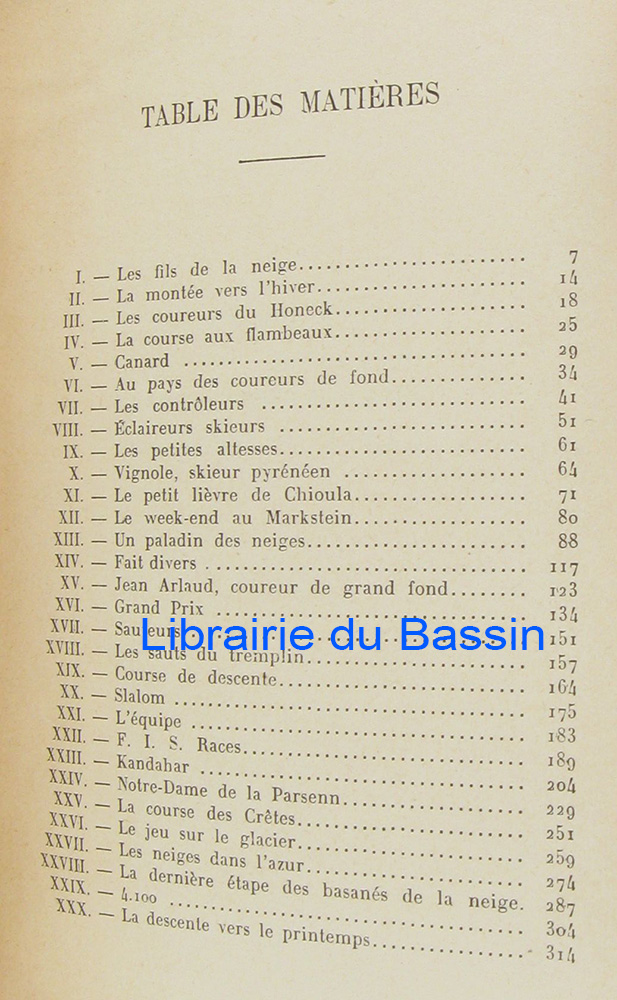 TABLE DES MATIÈRES
I. — Les fils de la neige........................ 7
II. — La montée vers l'hiver...................... 14
III. — Les coureurs du Honeck..................... 18
IV. — La course aux flambeaux..................... 25
V. — Canard ..................................... 29
VI. — Au pays des coureurs de fond............... 34
VII. — Les contrôleurs ........................... 41
VIII. — Éclaireurs skieurs ....................... 51
IX. — Les petites altesses........................ 61
X. — Vignole, skieur pyrénéen ................... 64
XI. — Le petit lièvre de Chioula.................. 71
XII. — Le week-end au Markstein................... 80
XIII. — Un paladin des neiges..................... 88
XIV. — Fait divers ............................... 117
XV. — Jean Arlaud, coureur de grand fond........ 123
XVI. — Grand Prix ................................ 134
XVII. — Sauteurs.................................. 151
XVIII. — Les sauts du tremplin................... 157
XIX. — Course de descente......................... 164
XX. — Slalom ..................................... 175
XXI. — L'équipe .................................. 183
XXII. — F. I. S. Races............................ 189
XXIII. — Kandahar ................................ 204
XXIV. — Notre-Dame de la Parsenn................. 229
XXV. — La course des Crêtes....................... 251
XXVI. — Le jeu sur le glacier..................... 259
XXVII. — Les neiges dans l'azur.................. 274
XXVIII. — La dernière étape des basanés de la neige. 287
XXIX. — 4.100 .................................... 304
XXX. — La descente vers le printemps.............. 314
Librairie du Bassin